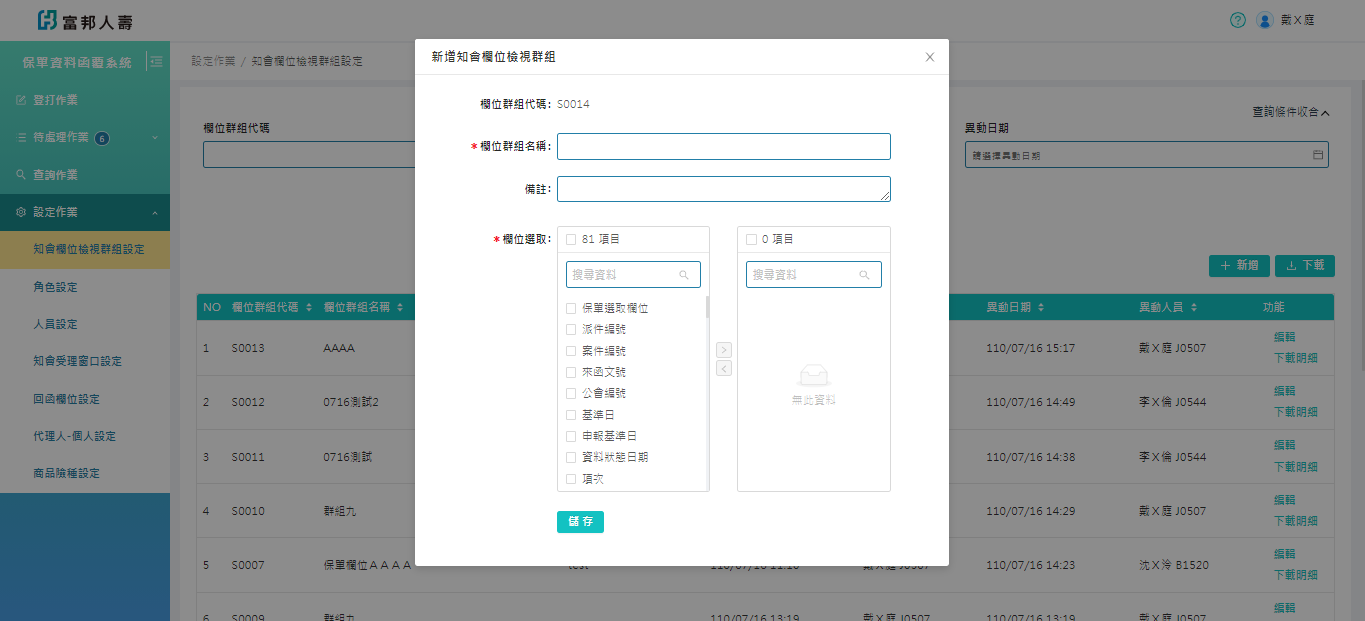 富邦人壽
戴X庭
保單資料函覆系統
設定作業 / 知會欄位檢視群組設定
登打作業
待處理作業 6
查詢作業
設定作業
知會欄位檢視群組設定
角色設定
人員設定
知會受理窗口設定
回函欄位設定
代理人-個人設定
商品險種設定
查詢條件收合
欄位群組代碼
異動日期
請選擇異動日期
新增
下載
NO 欄位群組代碼 欄位群組名稱 異動日期 異動人員 功能
1 S0013 AAAA 110/07/16 15:17 戴X庭 J0507 編輯
下載明細
2 S0012 0716測試2 110/07/16 14:49 李X倫 J0544 編輯
下載明細
3 S0011 0716測試 110/07/16 14:38 李X倫 J0544 編輯
下載明細
4 S0010 群組九 110/07/16 14:29 戴X庭 J0507 編輯
下載明細
5 S0007 保單欄位ＡＡＡＡ test 110/07/16 14:23 沈X泠 B1520 編輯
下載明細
6 S0009 群組九 110/07/16 13:19 戴X庭 J0507 110/07/16 13:19 戴X庭 J0507 編輯
新增知會欄位檢視群組
欄位群組代碼: S0014
*欄位群組名稱:
備註:
*欄位選取:
81 項目
搜尋資料
保單選取欄位
派件編號
案件編號
來函文號
公會編號
基準日
申報基準日
資料狀態日期
項次
0 項目
搜尋資料
無此資料
儲存